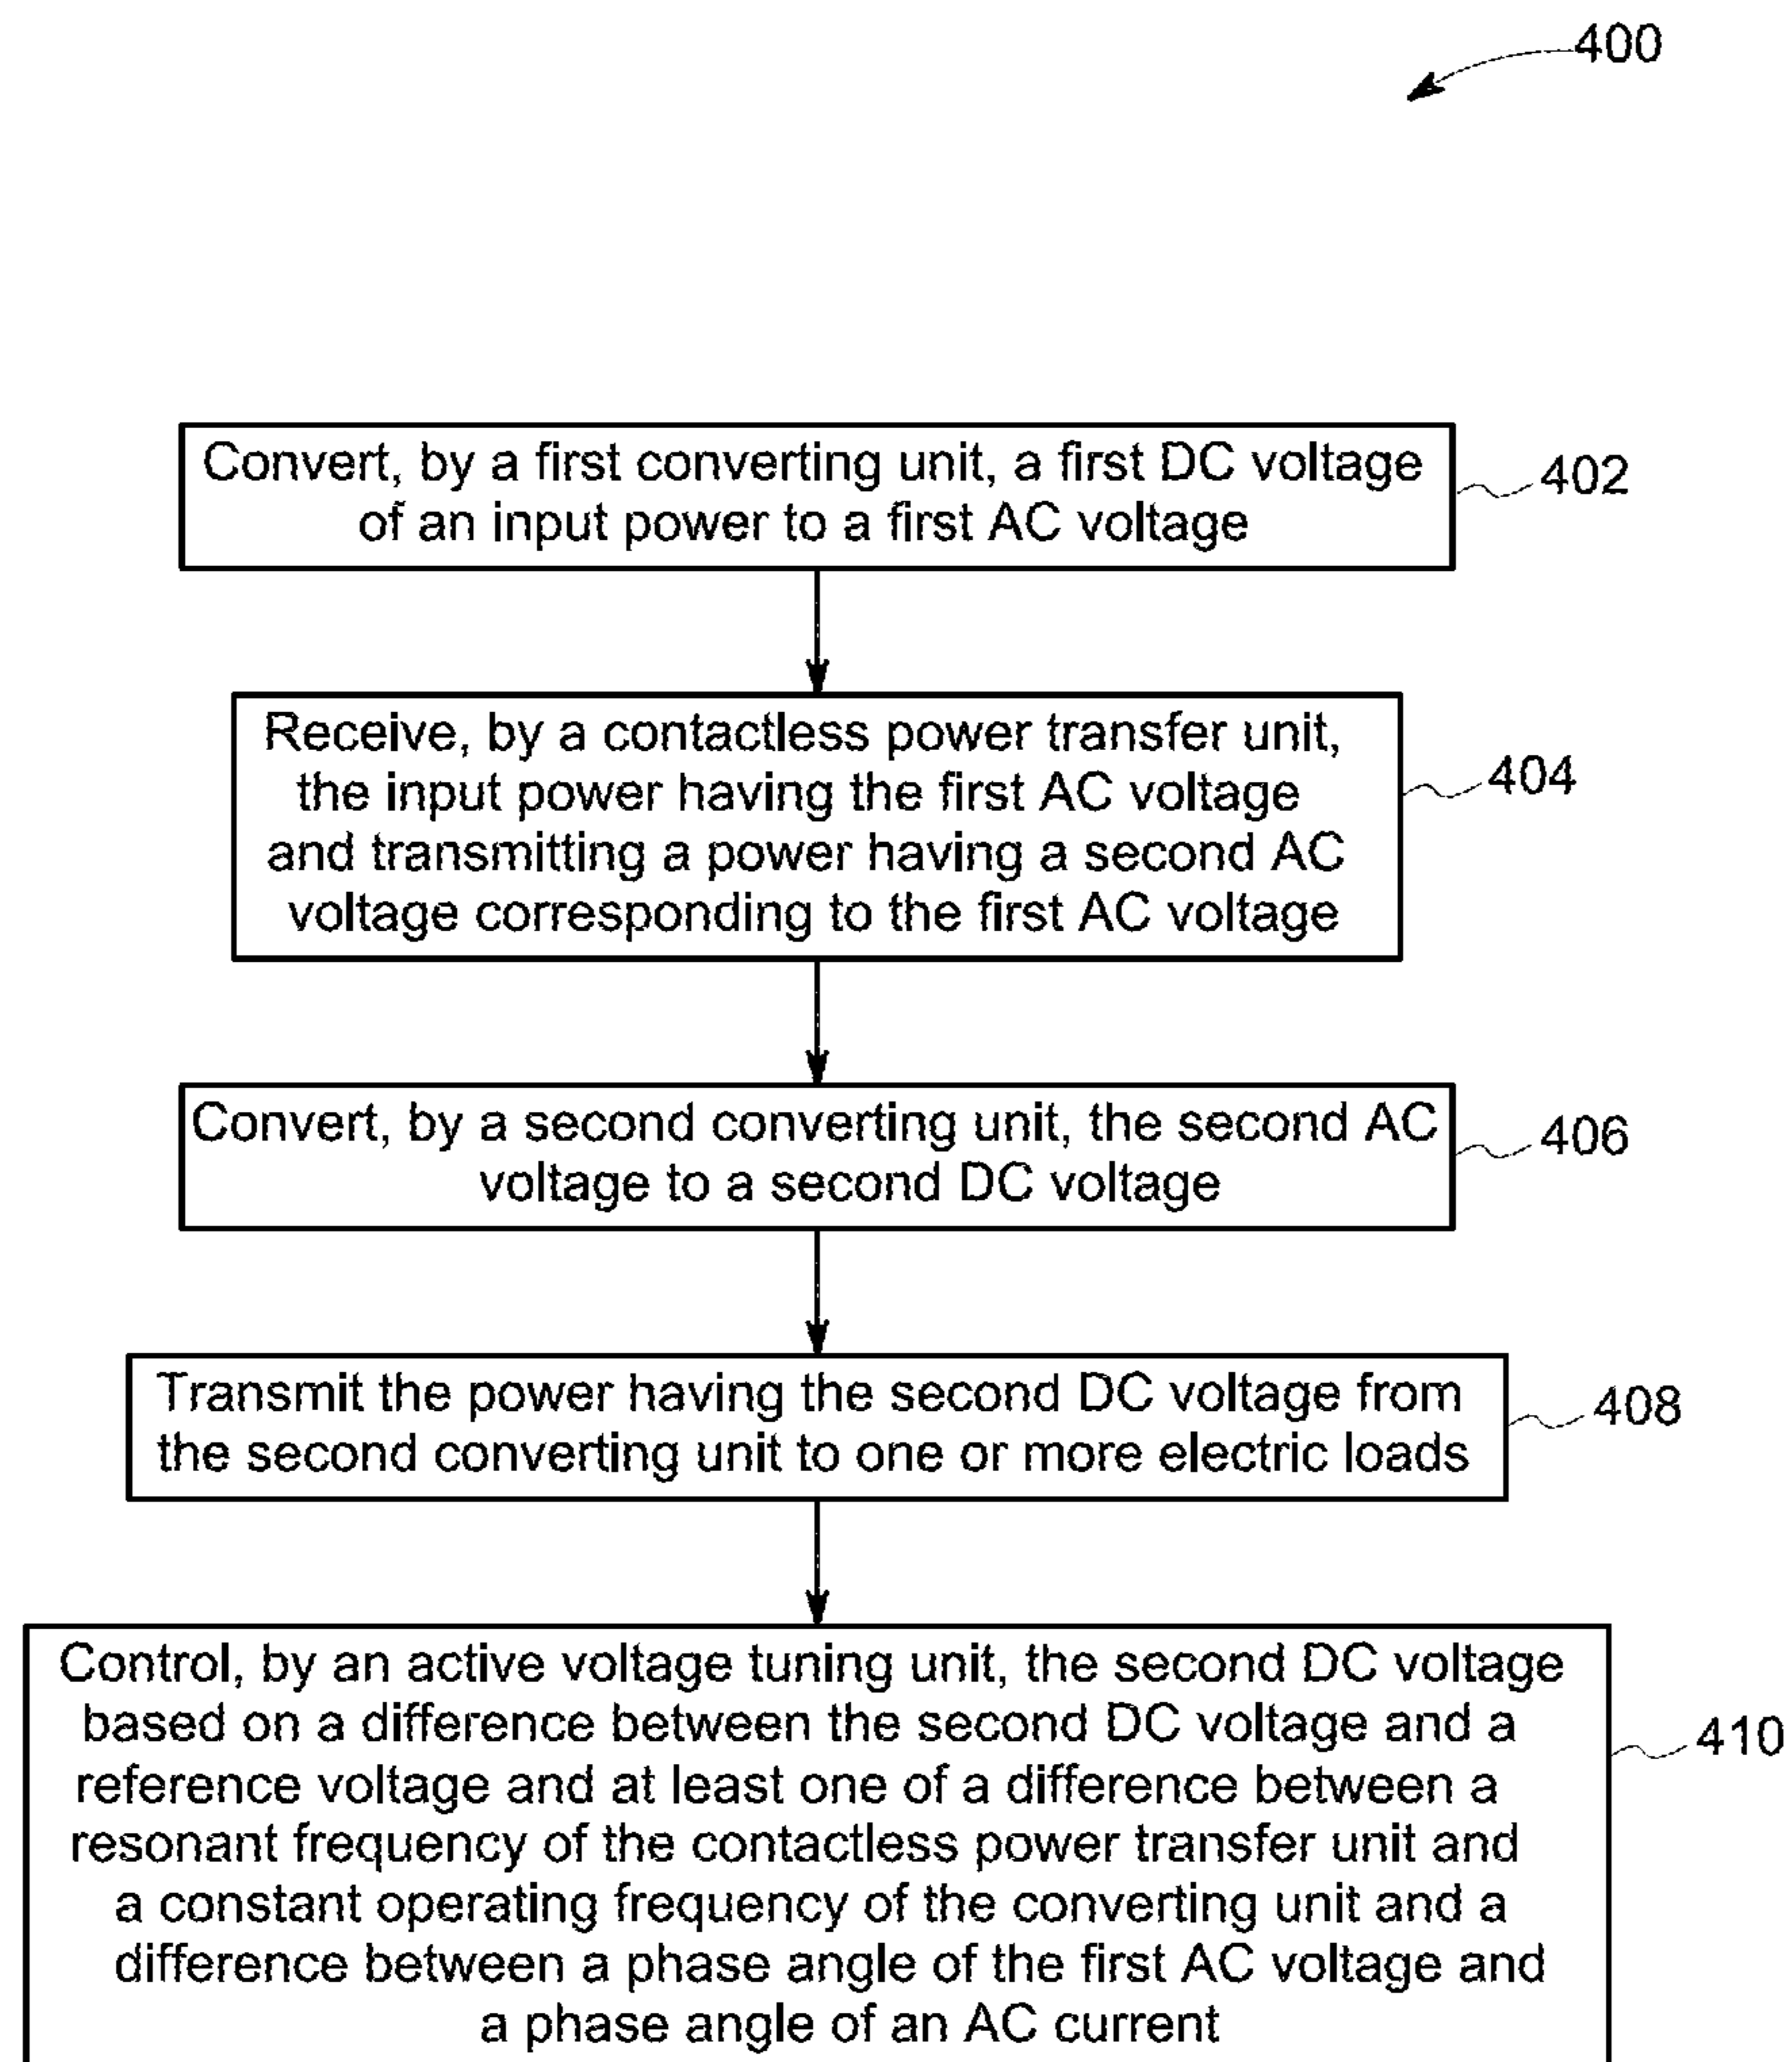 400
Convert, by a first converting unit, a first DC voltage
of an input power to a first AC voltage
402
Receive, by a contactless power transfer unit,
the input power having the first AC voltage
and transmitting a power having a second AC
voltage corresponding to the first AC voltage
404
Convert, by a second converting unit, the second AC
voltage to a second DC voltage
406
Transmit the power having the second DC voltage from
the second converting unit to one or more electric loads
408
Control, by an active voltage tuning unit, the second DC voltage
based on a difference between the second DC voltage and a
reference voltage and at least one of a difference between a
resonant frequency of the contactless power transfer unit and
a constant operating frequency of the converting unit and a
difference between a phase angle of the first AC voltage and
a phase angle of an AC current
410